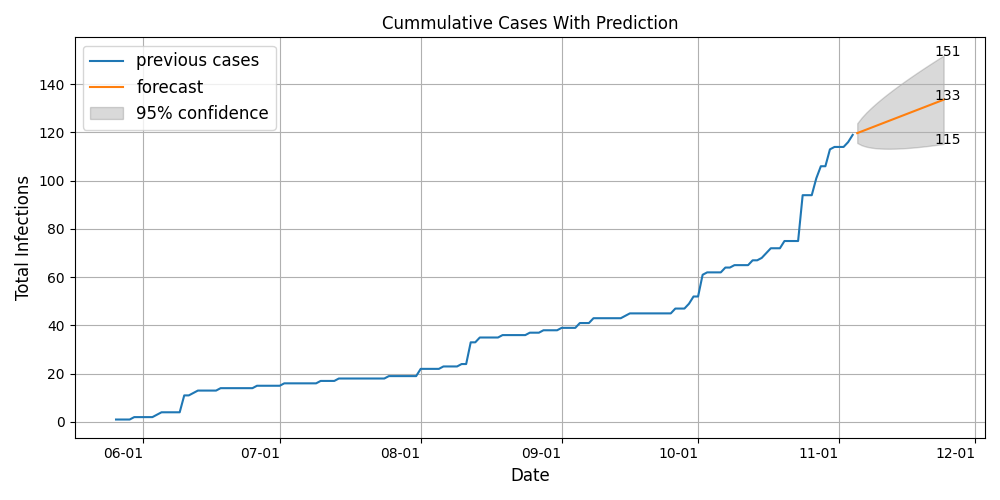 Cummulative Cases With Prediction
previous cases
forecast
95% confidence
151
133
115
Total Infections
140
120
100
80
60
40
20
0
06-01 07-01 08-01 09-01 10-01 11-01 12-01
Date